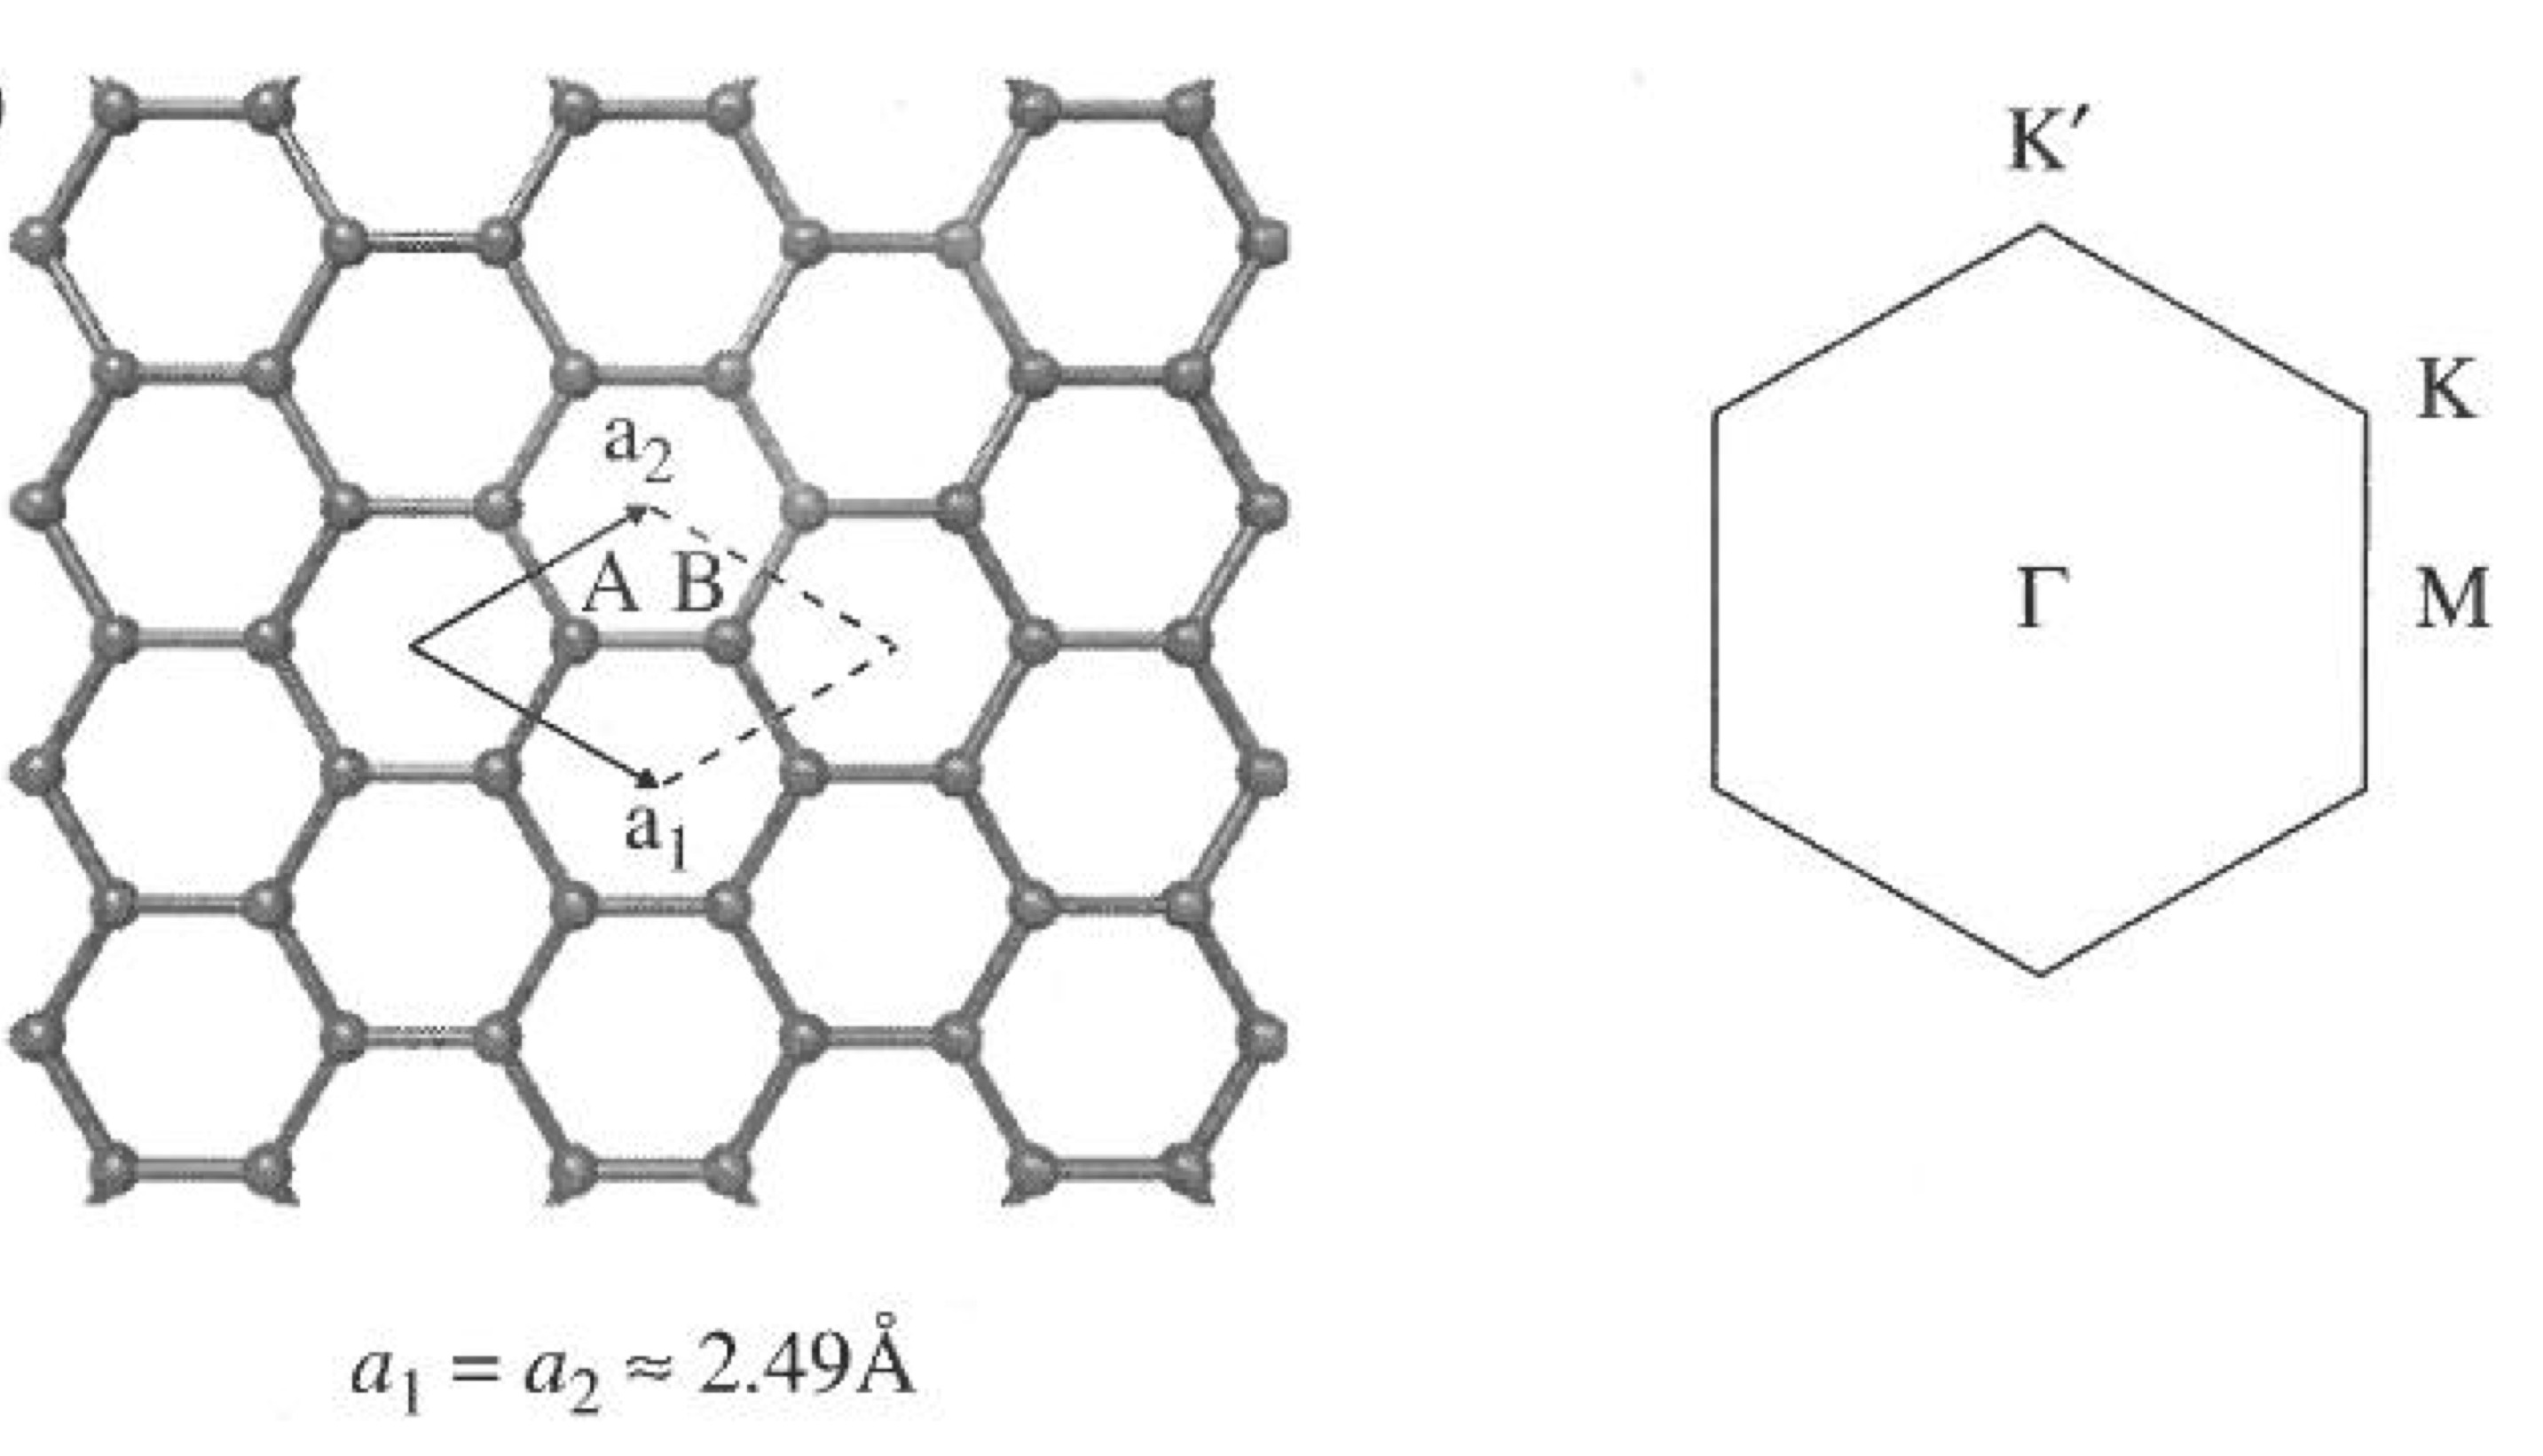 a₂
A B
a₁
a₁ = a₂ ≈ 2.49Å
K′
K
Γ
M